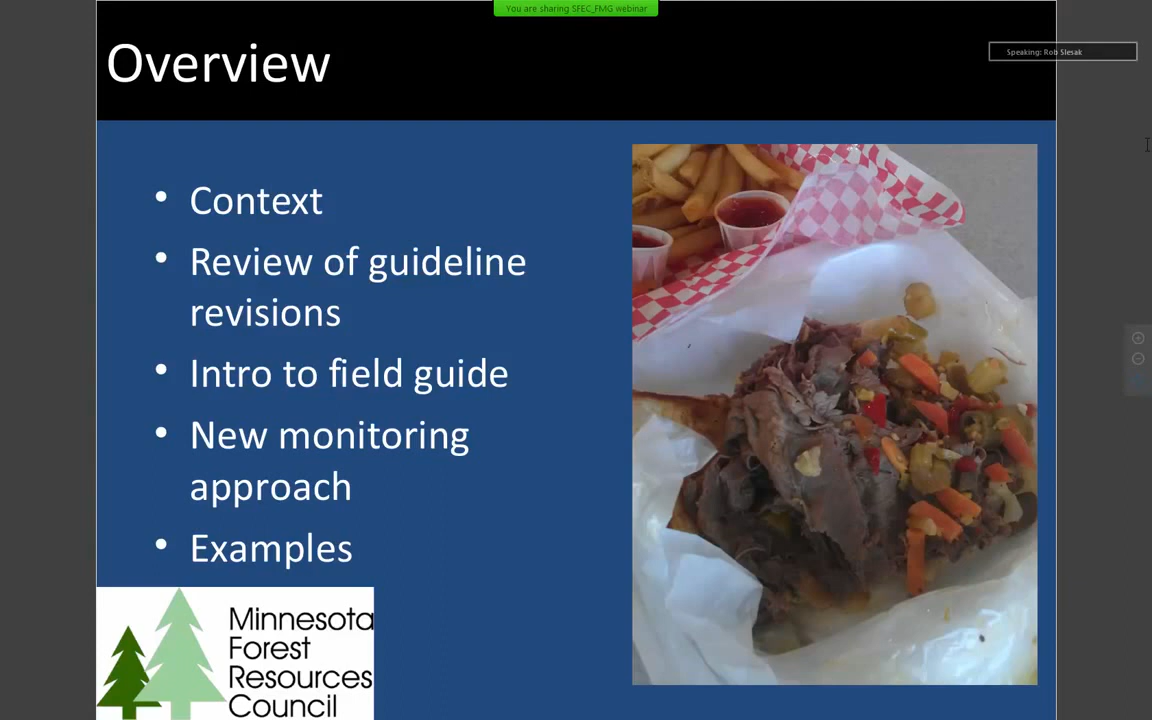 You are sharing SFEC_FMG webinar
Overview
Speaking: Rob Slesak
• Context
• Review of guideline
revisions
• Intro to field guide
• New monitoring
approach
• Examples
Minnesota
Forest
Resources
Council